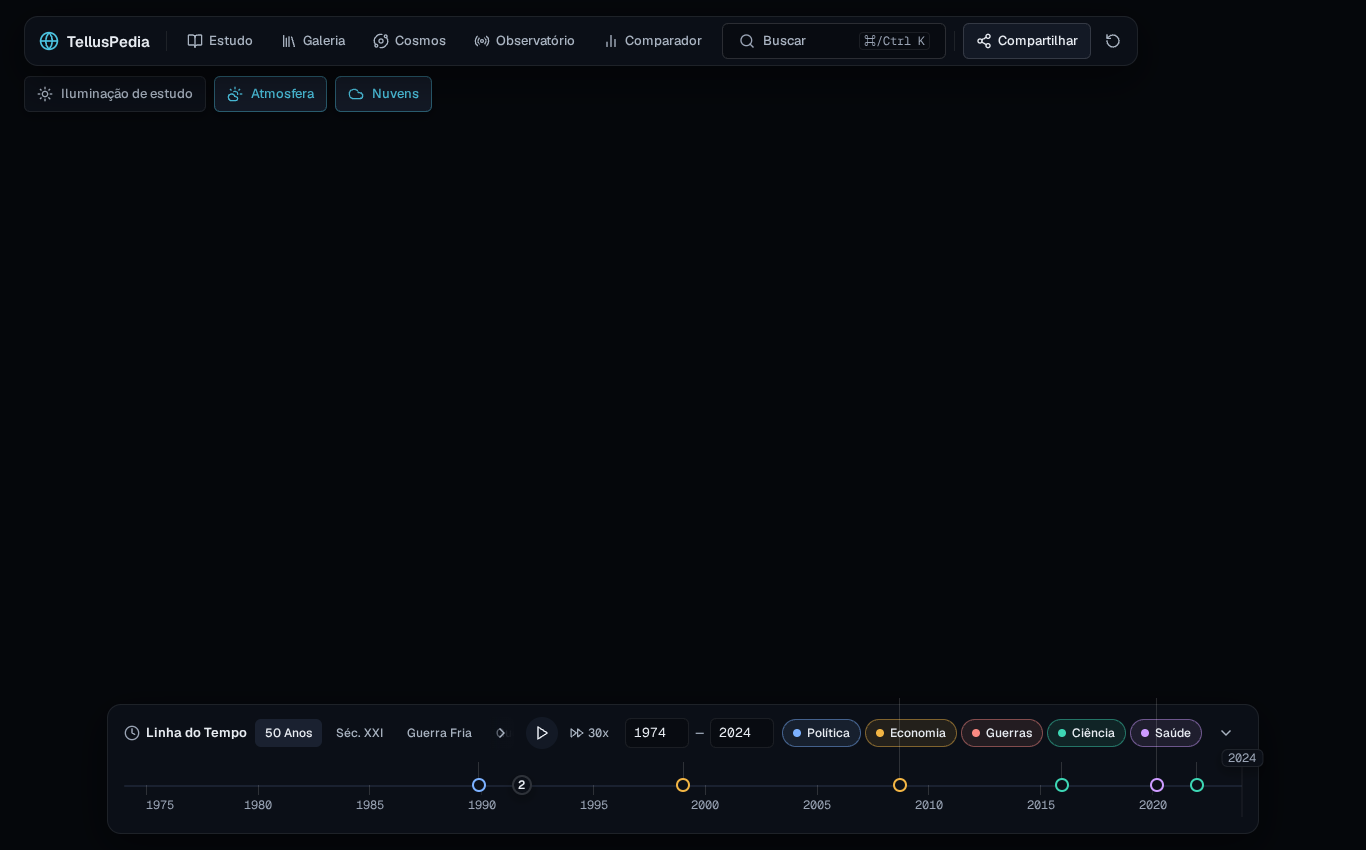 TellusPedia Estudo Galeria Cosmos Observatório Comparador Buscar ⌘/Ctrl K Compartilhar
Iluminação de estudo Atmosfera Nuvens
Linha do Tempo 50 Anos Séc. XXI Guerra Fria 30x 1974 — 2024 Política Economia Guerras Ciência Saúde
2024
2
1975 1980 1985 1990 1995 2000 2005 2010 2015 2020